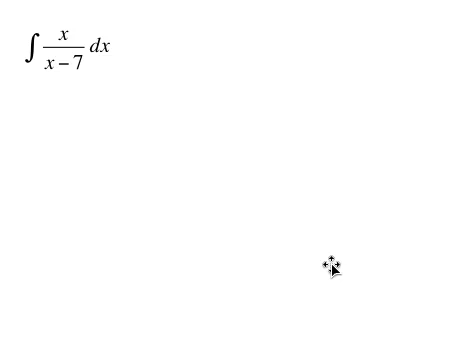 ∫ x/(x − 7) dx